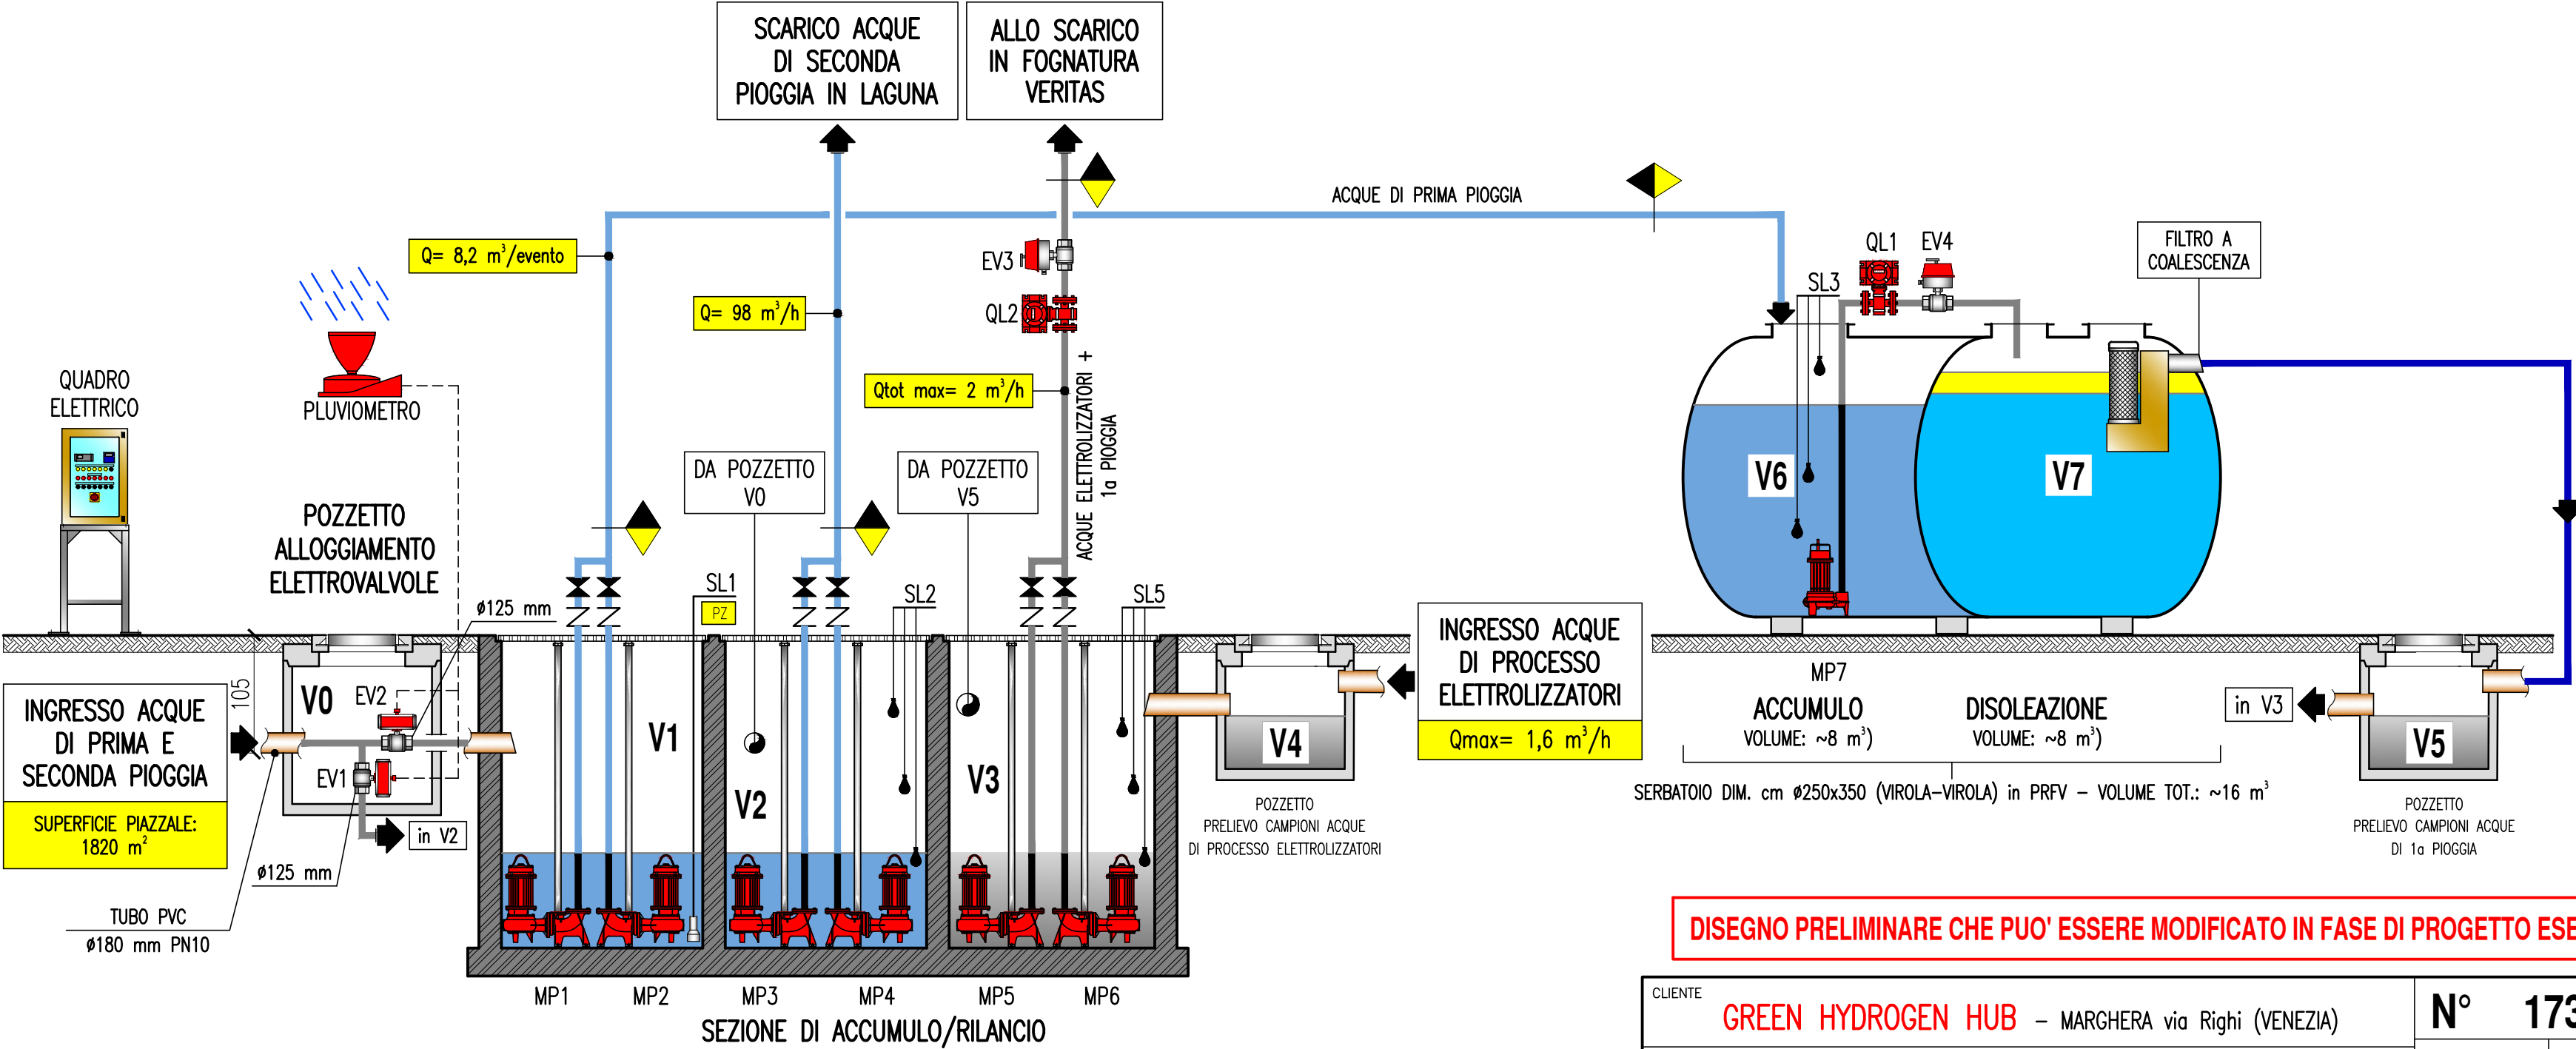 SCARICO ACQUE
DI SECONDA
PIOGGIA IN LAGUNA
ALLO SCARICO
IN FOGNATURA
VERITAS
ACQUE DI PRIMA PIOGGIA
Q= 8,2 m³/evento
Q= 98 m³/h
Qtot max= 2 m³/h
EV3
QL2
ACQUE ELETTROLIZZATORI +
1a PIOGGIA
QL1
EV4
SL3
FILTRO A
COALESCENZA
QUADRO
ELETTRICO
PLUVIOMETRO
POZZETTO
ALLOGGIAMENTO
ELETTROVALVOLE
DA POZZETTO
V0
DA POZZETTO
V5
V6
V7
ø125 mm
SL1
PZ
SL2
SL5
INGRESSO ACQUE
DI PRIMA E
SECONDA PIOGGIA
SUPERFICIE PIAZZALE:
1820 m²
105
V0
EV2
EV1
in V2
ø125 mm
TUBO PVC
ø180 mm PN10
V1
V2
V3
V4
INGRESSO ACQUE
DI PROCESSO
ELETTROLIZZATORI
Qmax= 1,6 m³/h
POZZETTO
PRELIEVO CAMPIONI ACQUE
DI PROCESSO ELETTROLIZZATORI
MP7
ACCUMULO
VOLUME: ~8 m³)
DISOLEAZIONE
VOLUME: ~8 m³)
SERBATOIO DIM. cm ø250x350 (VIROLA-VIROLA) in PRFV - VOLUME TOT.: ~16 m³
in V3
V5
POZZETTO
PRELIEVO CAMPIONI ACQUE
DI 1a PIOGGIA
MP1
MP2
MP3
MP4
MP5
MP6
SEZIONE DI ACCUMULO/RILANCIO
DISEGNO PRELIMINARE CHE PUO' ESSERE MODIFICATO IN FASE DI PROGETTO ESE
CLIENTE
GREEN HYDROGEN HUB - MARGHERA via Righi (VENEZIA)
N° 173